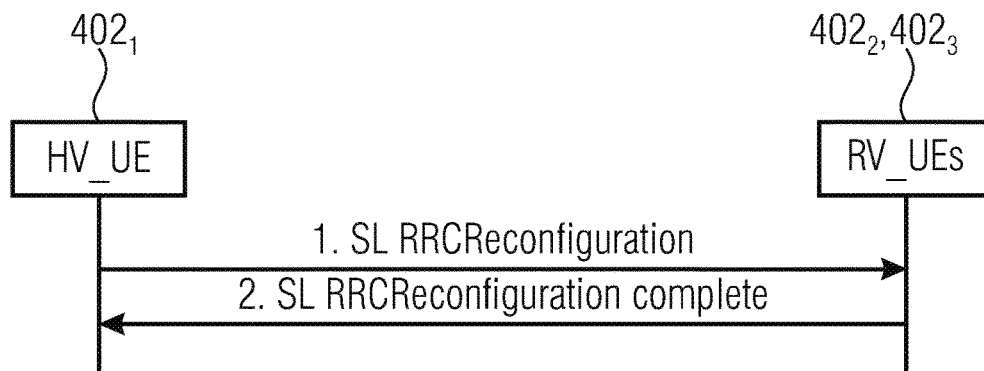 402₁
402₂,402₃
HV_UE
RV_UEs
1. SL RRCReconfiguration
2. SL RRCReconfiguration complete